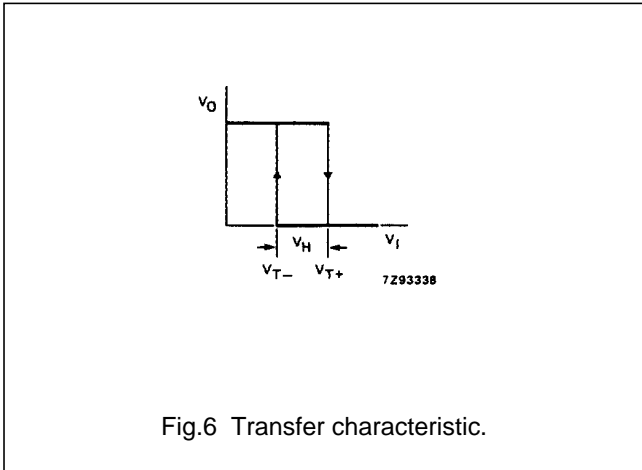 VO
VH
VI
VT−
VT+
7Z93338
Fig.6 Transfer characteristic.